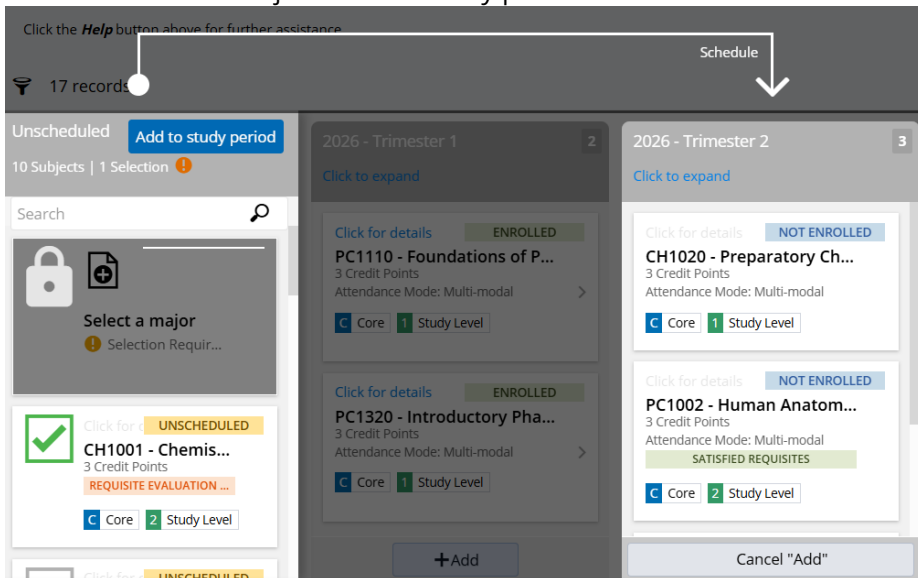 Click the Help button above for further assistance
Schedule
17 records
Unscheduled
Add to study period
10 Subjects | 1 Selection
Search
Select a major
Selection Requir...
Click for d
UNSCHEDULED
CH1001 - Chemis...
3 Credit Points
REQUISITE EVALUATION ...
C Core 2 Study Level
UNSCHEDULED
2026 - Trimester 1
2
Click to expand
Click for details
ENROLLED
PC1110 - Foundations of P...
3 Credit Points
Attendance Mode: Multi-modal
C Core 1 Study Level
Click for details
ENROLLED
PC1320 - Introductory Pha...
3 Credit Points
Attendance Mode: Multi-modal
C Core 1 Study Level
+Add
2026 - Trimester 2
3
Click to expand
Click for details
NOT ENROLLED
CH1020 - Preparatory Ch...
3 Credit Points
Attendance Mode: Multi-modal
C Core 1 Study Level
Click for details
NOT ENROLLED
PC1002 - Human Anatom...
3 Credit Points
Attendance Mode: Multi-modal
SATISFIED REQUISITES
C Core 2 Study Level
Cancel "Add"